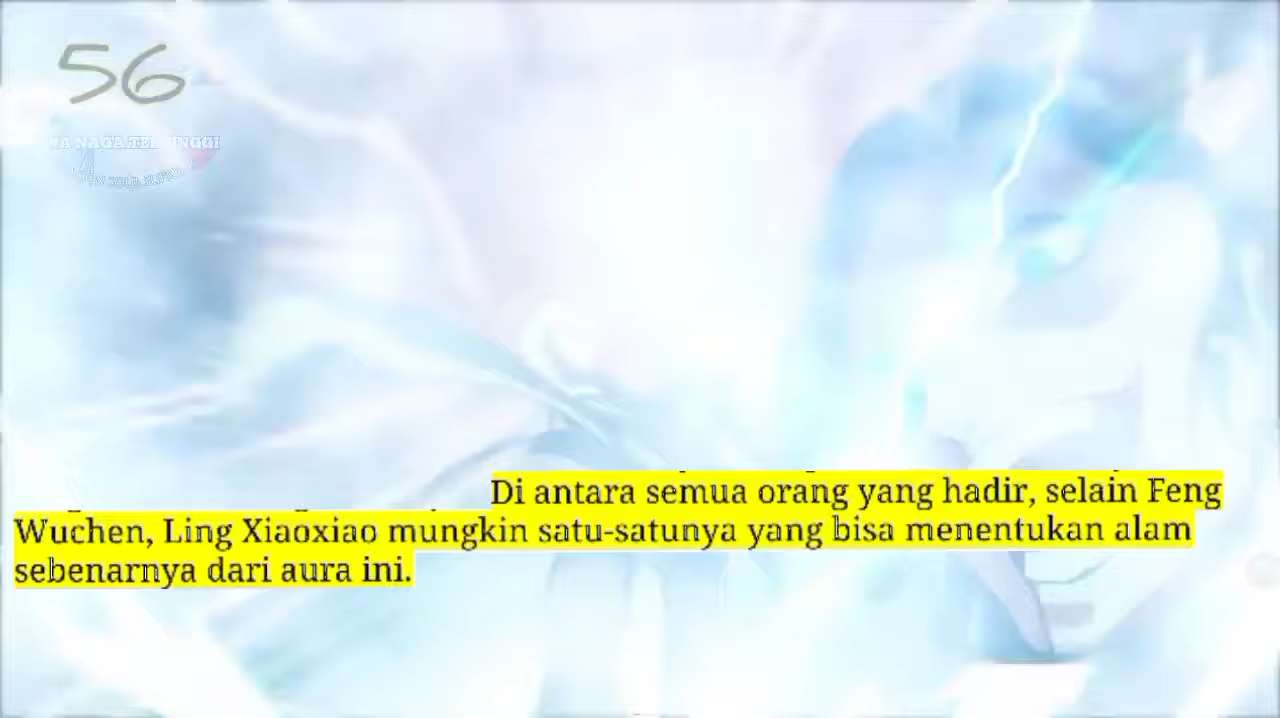 56
Di antara semua orang yang hadir, selain Feng
Wuchen, Ling Xiaoxiao mungkin satu-satunya yang bisa menentukan alam
sebenarnya dari aura ini.